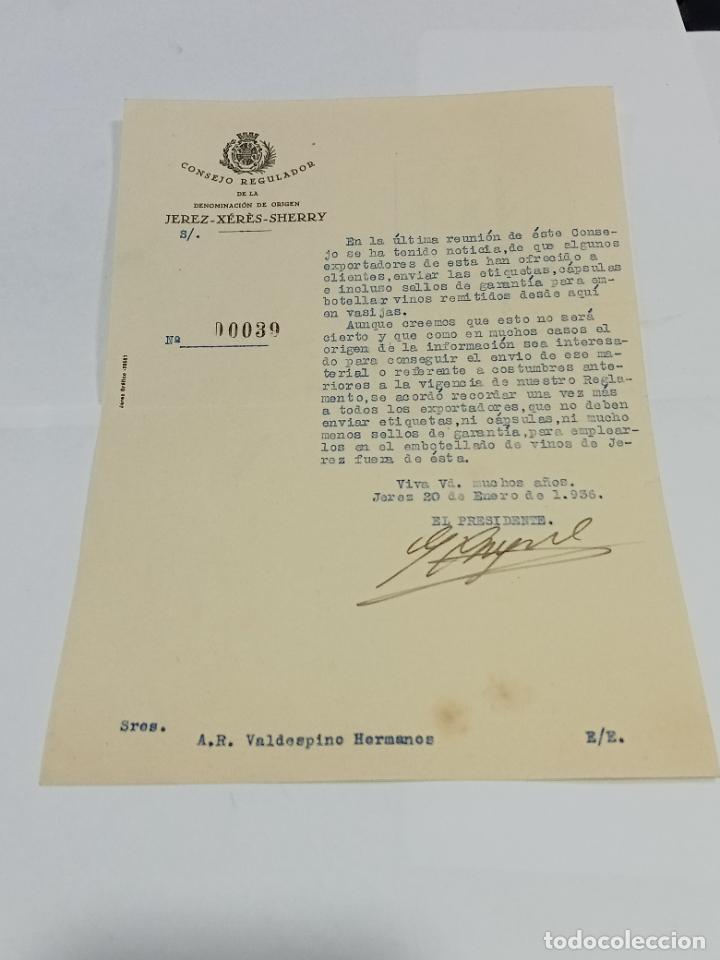 CONSEJO REGULADOR
DE LA
DENOMINACIÓN DE ORIGEN
JEREZ-XÉRÈS-SHERRY
S/.
Nº 00039
Jerez Gráfico
En la última reunión de éste Conse-
jo se ha tenido noticia,de que algunos
exportadores de esta han ofrecido a
clientes,enviar las etiquetas,cápsulas
e incluso sellos de garantía para em-
botellar vinos remitidos desde aquí
en vasijas.
Aunque creemos que esto no será
cierto y que como en muchos casos el
origen de la información sea interesa-
do para conseguir el envio de ese ma-
terial o referente a costumbres ante-
riores a la vigencia de nuestro Regla-
mento,se acordó recordar una vez más
a todos los exportadores,que no deben
enviar etiquetas,ni cápsulas,ni mucho
menos sellos de garantía,para emplear-
los en el embotellado de vinos de Je-
rez fuera de ésta.
Viva Vd. muchos años.
Jerez 20 de Enero de 1.936.
EL PRESIDENTE.
Sres.
A.R. Valdespino Hermanos
E/E.
todocoleccion